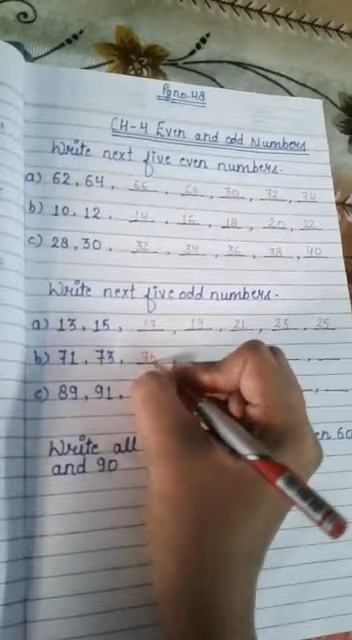 Pg no. 48
CH-4 Even and odd Numbers
Write next five even numbers.
a) 62, 64, 66, 68, 70, 72, 74
b) 10, 12, 14, 16, 18, 20, 22
c) 28, 30, 32, 34, 36, 38, 40
Write next five odd numbers.
a) 13, 15, 17, 19, 21, 23, 25
b) 71, 73, 75
c) 89, 91,
Write all 60
and 90